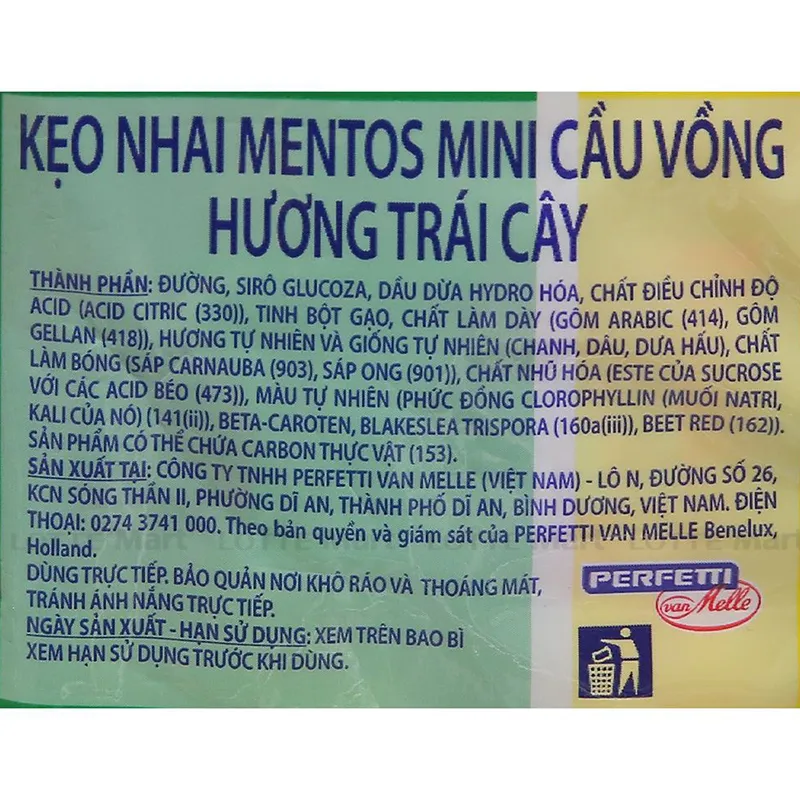 KẸO NHAI MENTOS MINI CẦU VỒNG
HƯƠNG TRÁI CÂY
THÀNH PHẦN: ĐƯỜNG, SIRÔ GLUCOZA, DẦU DỪA HYDRO HÓA, CHẤT ĐIỀU CHỈNH ĐỘ
ACID (ACID CITRIC (330)), TINH BỘT GẠO, CHẤT LÀM DÀY (GÔM ARABIC (414), GÔM
GELLAN (418)), HƯƠNG TỰ NHIÊN VÀ GIỐNG TỰ NHIÊN (CHANH, DÂU, DƯA HẤU), CHẤT
LÀM BÓNG (SÁP CARNAUBA (903), SÁP ONG (901)), CHẤT NHŨ HÓA (ESTE CỦA SUCROSE
VỚI CÁC ACID BÉO (473)), MÀU TỰ NHIÊN (PHỨC ĐỒNG CLOROPHYLLIN (MUỐI NATRI,
KALI CỦA NÓ) (141(ii)), BETA-CAROTEN, BLAKESLEA TRISPORA (160a(iii)), BEET RED (162)).
SẢN PHẨM CÓ THỂ CHỨA CARBON THỰC VẬT (153).
SẢN XUẤT TẠI: CÔNG TY TNHH PERFETTI VAN MELLE (VIỆT NAM) - LÔ N, ĐƯỜNG SỐ 26,
KCN SÓNG THẦN II, PHƯỜNG DĨ AN, THÀNH PHỐ DĨ AN, BÌNH DƯƠNG, VIỆT NAM. ĐIỆN
THOẠI: 0274 3741 000. Theo bản quyền và giám sát của PERFETTI VAN MELLE Benelux,
Holland.
DÙNG TRỰC TIẾP. BẢO QUẢN NƠI KHÔ RÁO VÀ THOÁNG MÁT,
TRÁNH ÁNH NẮNG TRỰC TIẾP.
NGÀY SẢN XUẤT - HẠN SỬ DỤNG: XEM TRÊN BAO BÌ
XEM HẠN SỬ DỤNG TRƯỚC KHI DÙNG.
PERFETTI
van Melle